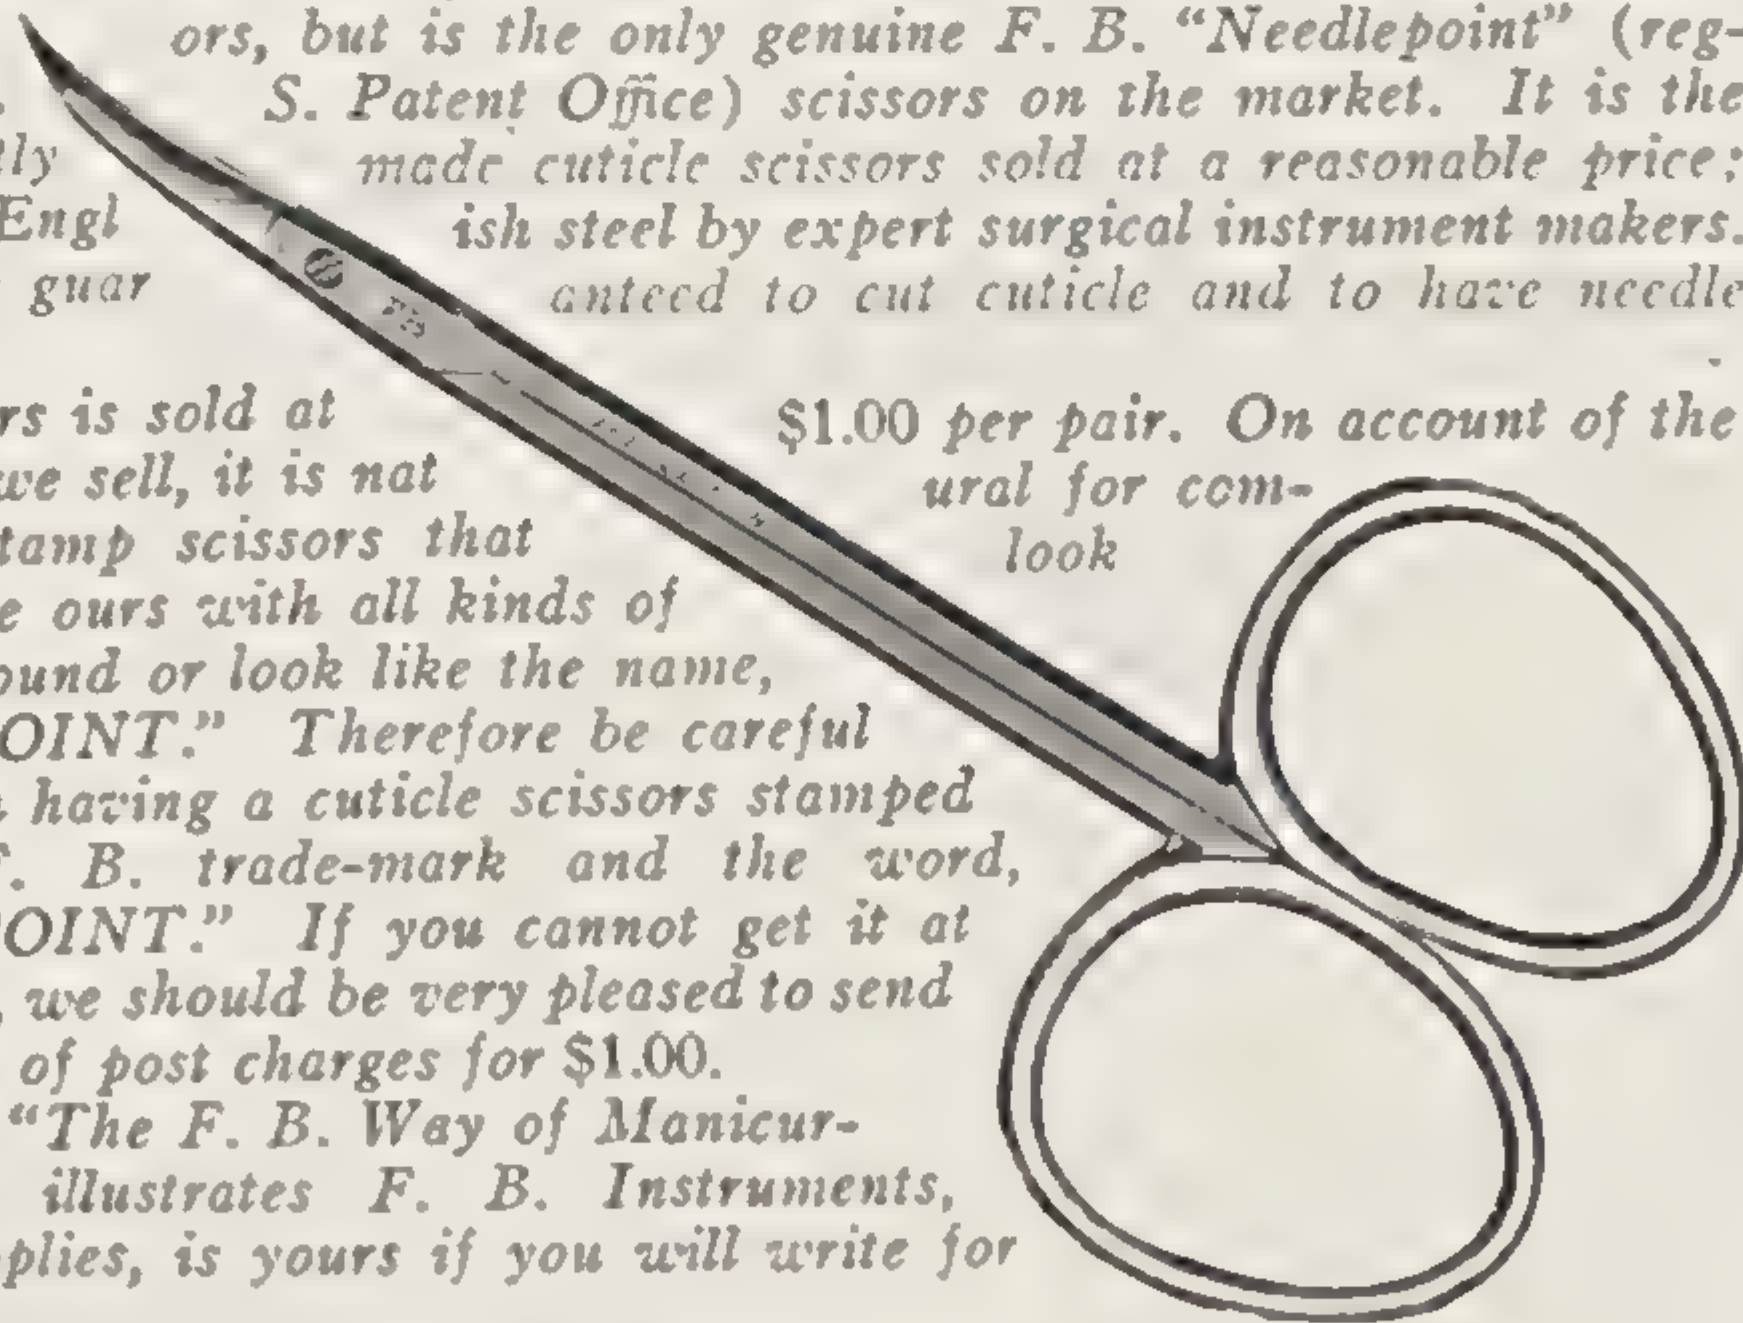 ors, but is the only genuine F. B. “Needlepoint” (reg-
S. Patent Office) scissors on the market. It is the
tly made cuticle scissors sold at a reasonable price;
Engl ish steel by expert surgical instrument makers.
guar anteed to cut cuticle and to have needle
rs is sold at $1.00 per pair. On account of the
we sell, it is nat ural for com-
tamp scissors that look
e ours with all kinds of
ound or look like the name,
OINT.” Therefore be careful
having a cuticle scissors stamped
F. B. trade-mark and the word,
OINT.” If you cannot get it at
, we should be very pleased to send
of post charges for $1.00.
“The F. B. Way of Manicur-
illustrates F. B. Instruments,
plies, is yours if you will write for